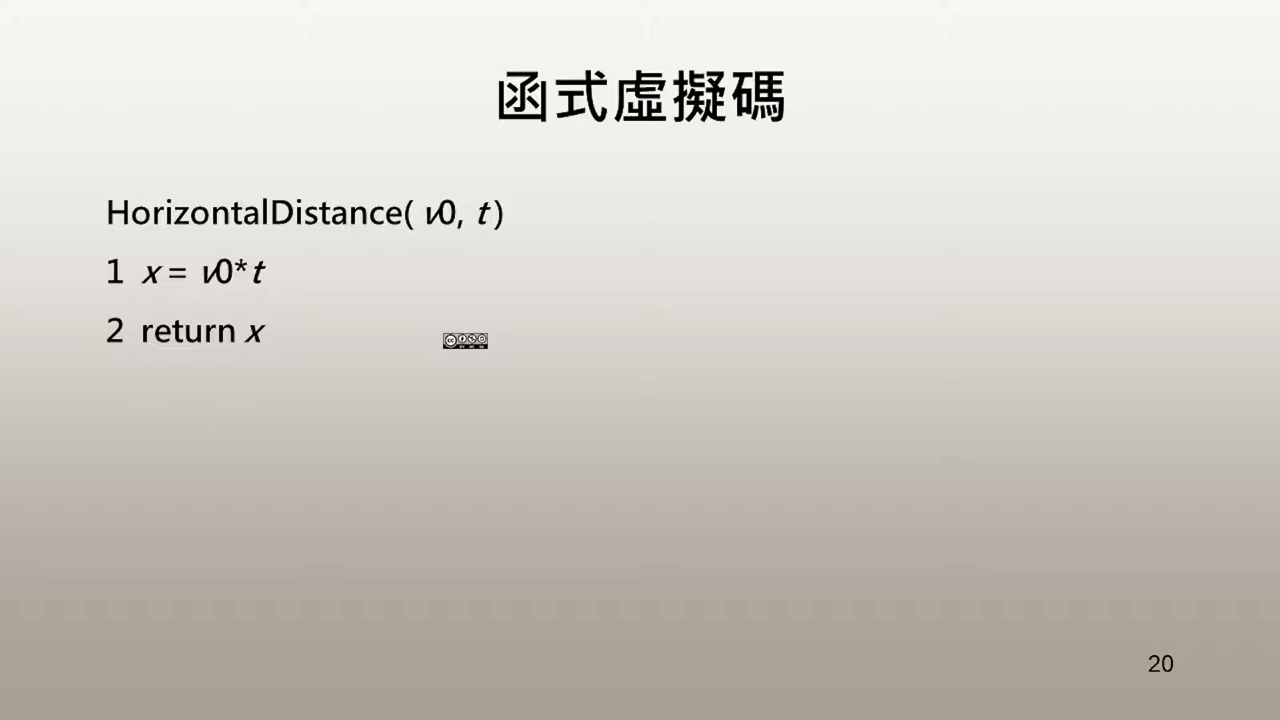 函式虛擬碼
HorizontalDistance( v0, t )
1 x = v0*t
2 return x
20